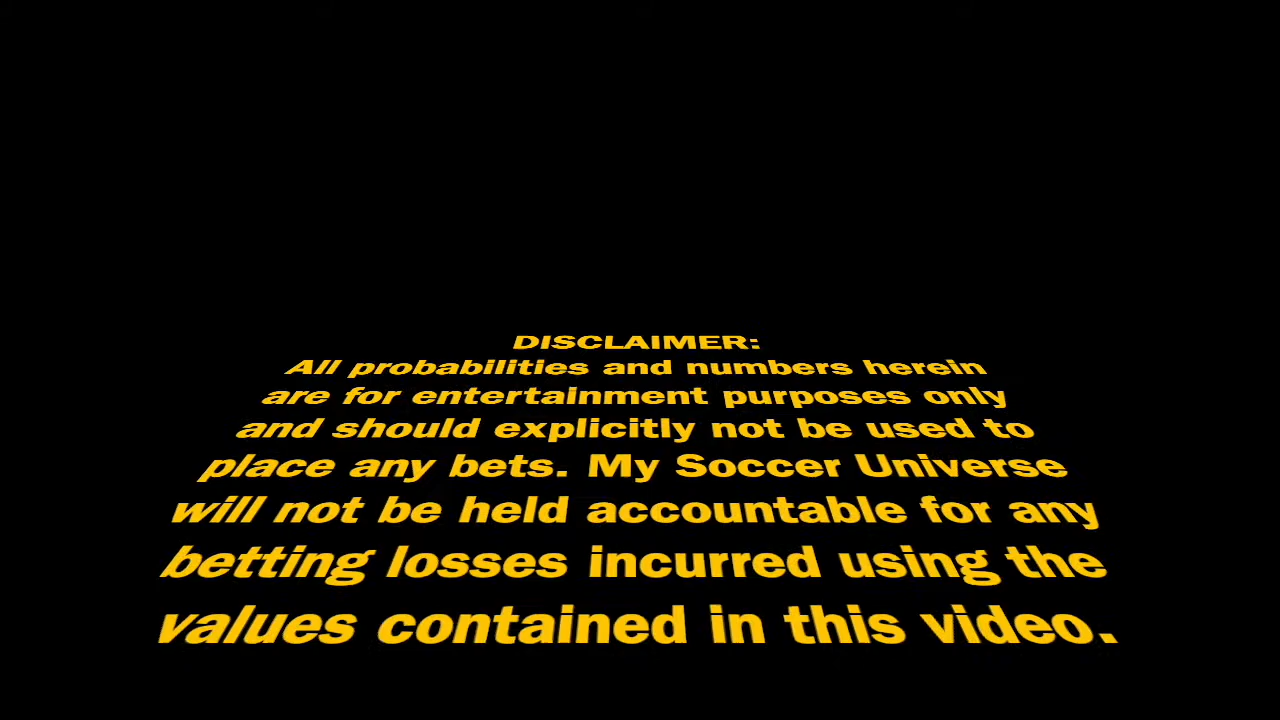 DISCLAIMER:
All probabilities and numbers herein
are for entertainment purposes only
and should explicitly not be used to
place any bets. My Soccer Universe
will not be held accountable for any
betting losses incurred using the
values contained in this video.